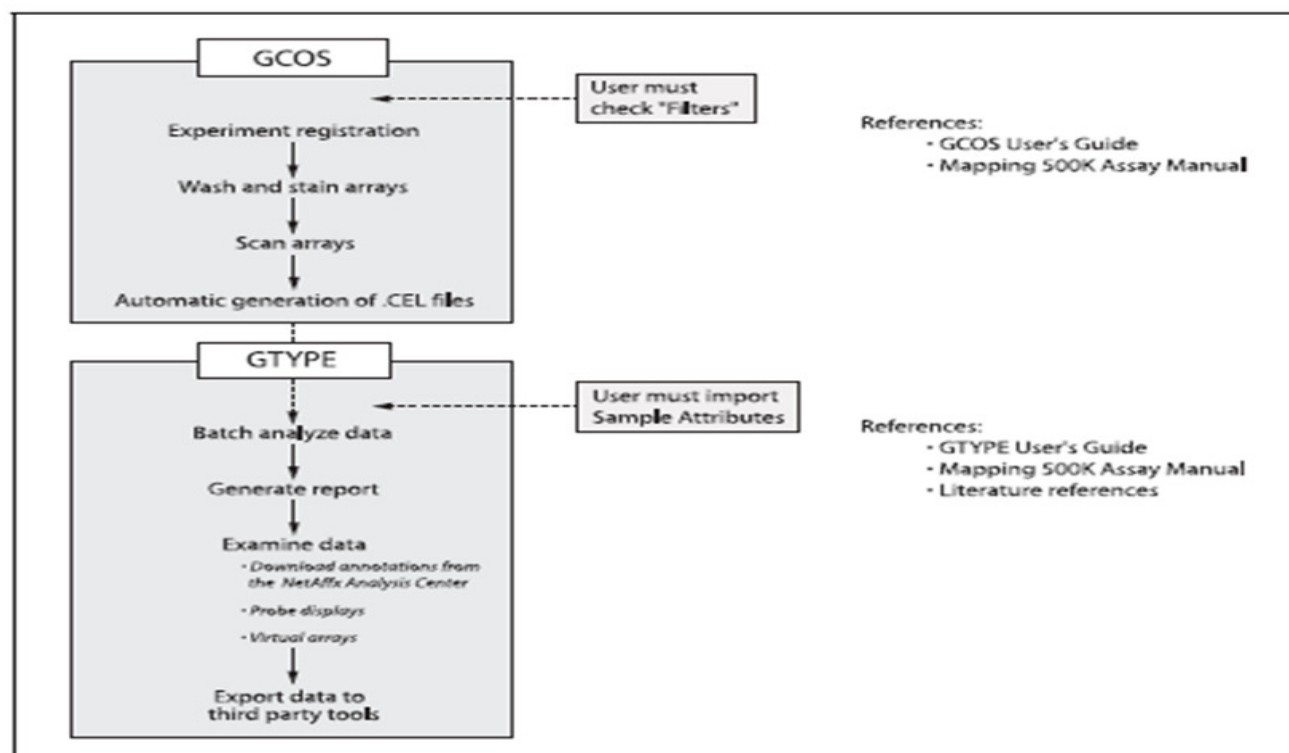 GCOS
User must
check "Filters"
Experiment registration
Wash and stain arrays
Scan arrays
Automatic generation of .CEL files
References:
- GCOS User's Guide
- Mapping 500K Assay Manual
GTYPE
User must import
Sample Attributes
Batch analyze data
Generate report
Examine data
- Download annotations from
the NetAffx Analysis Center
- Probe displays
- Virtual arrays
Export data to
third party tools
References:
- GTYPE User's Guide
- Mapping 500K Assay Manual
- Literature references